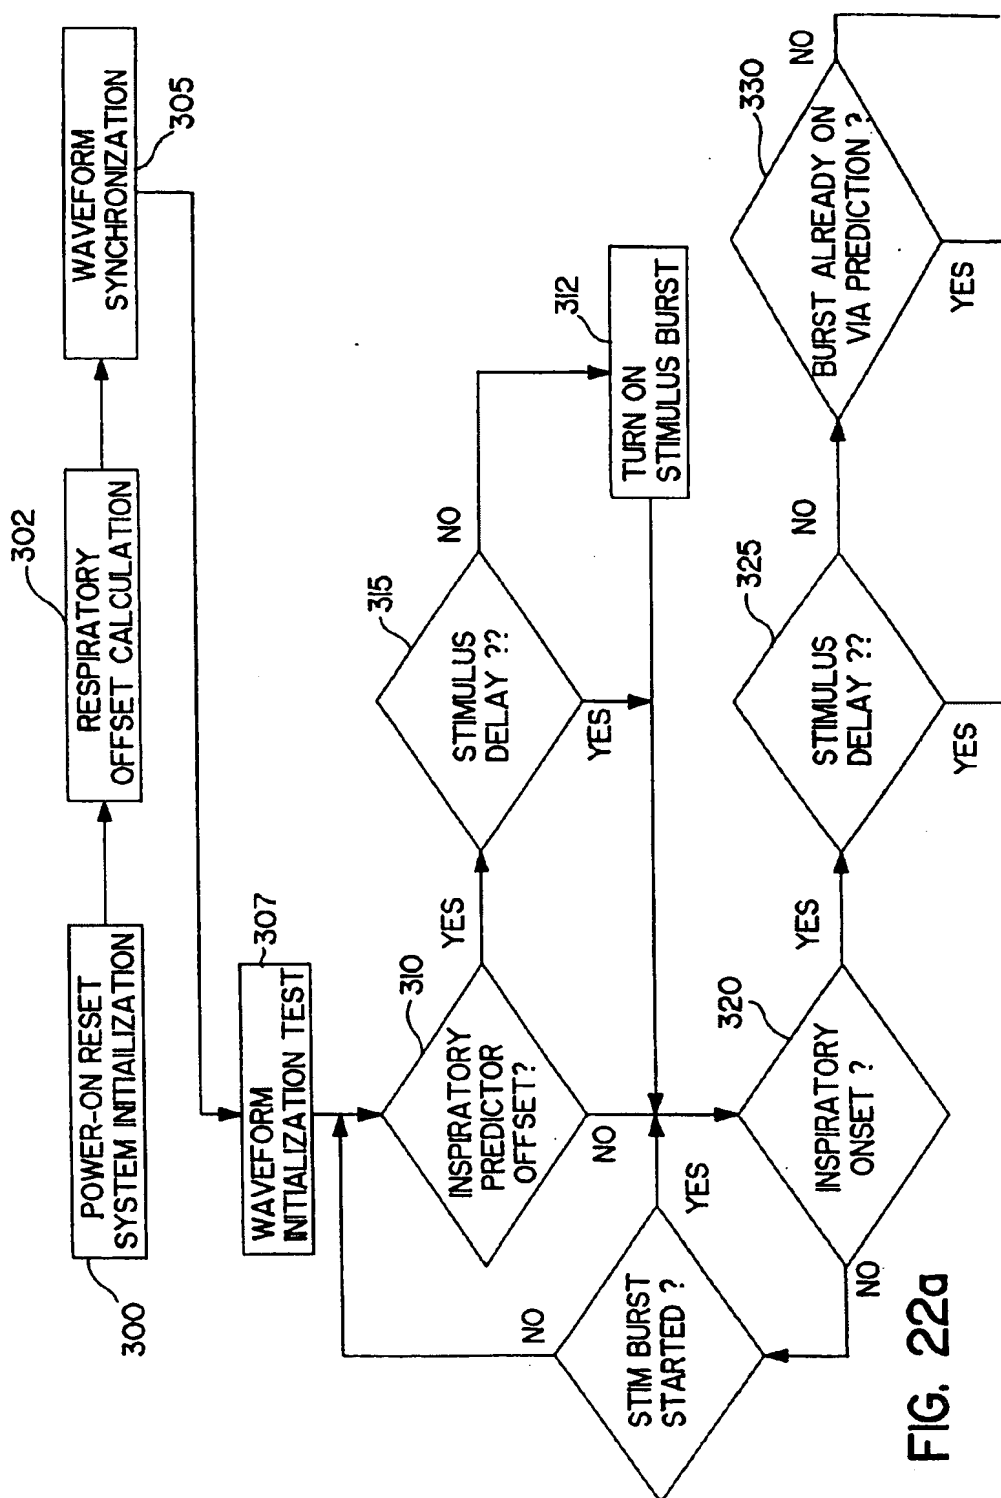 POWER-ON RESET
SYSTEM INITIAILIZATION
300
RESPIRATORY
OFFSET CALCULATION
302
WAVEFORM
SYNCHRONIZATION
305
WAVEFORM
INITIALIZATION TEST
307
INSPIRATORY
PREDICTOR
OFFSET?
310
YES
NO
STIMULUS
DELAY ??
315
NO
YES
TURN ON
STIMULUS BURST
312
STIM BURST
STARTED ?
NO
YES
INSPIRATORY
ONSET ?
320
YES
NO
STIMULUS
DELAY ??
325
NO
YES
BURST ALREADY ON
VIA PREDICTION ?
330
NO
YES
FIG. 22a